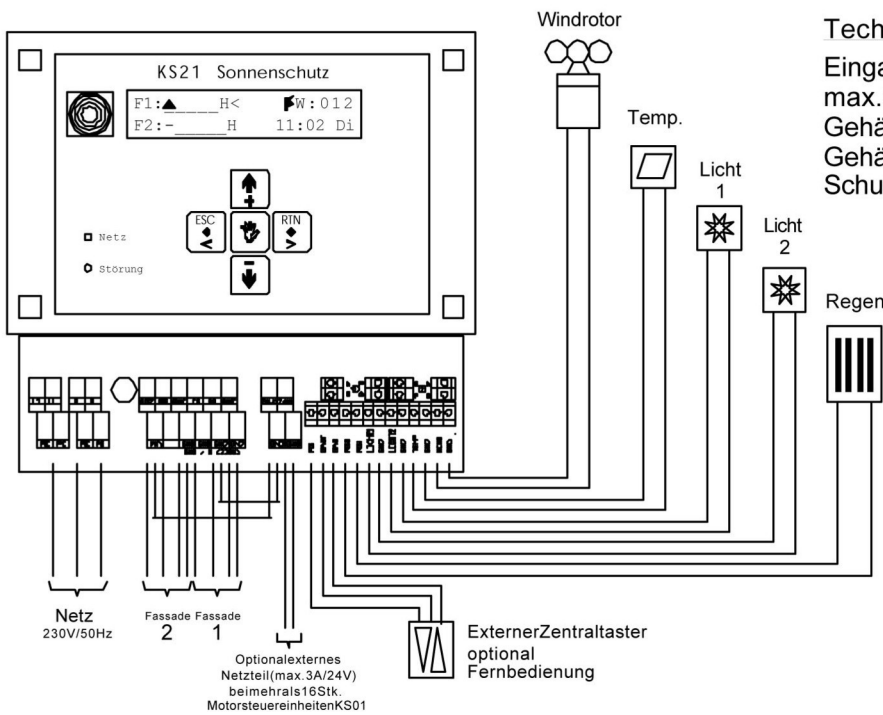 Windrotor
Tech
Einga
max.
Gehä
Gehä
Schu
KS21 Sonnenschutz
F1:▲_____H< W:012
F2:-_____H 11:02 Di
Temp.
Licht
1
Licht
2
Regen
+
ESC
<
RTN
>
-
Netz
Störung
Netz
230V/50Hz
Fassade Fassade
2 1
Optionalexternes
Netzteil(max.3A/24V)
beimehrals16Stk.
MotorsteuereinheitenKS01
ExternerZentraltaster
optional
Fernbedienung